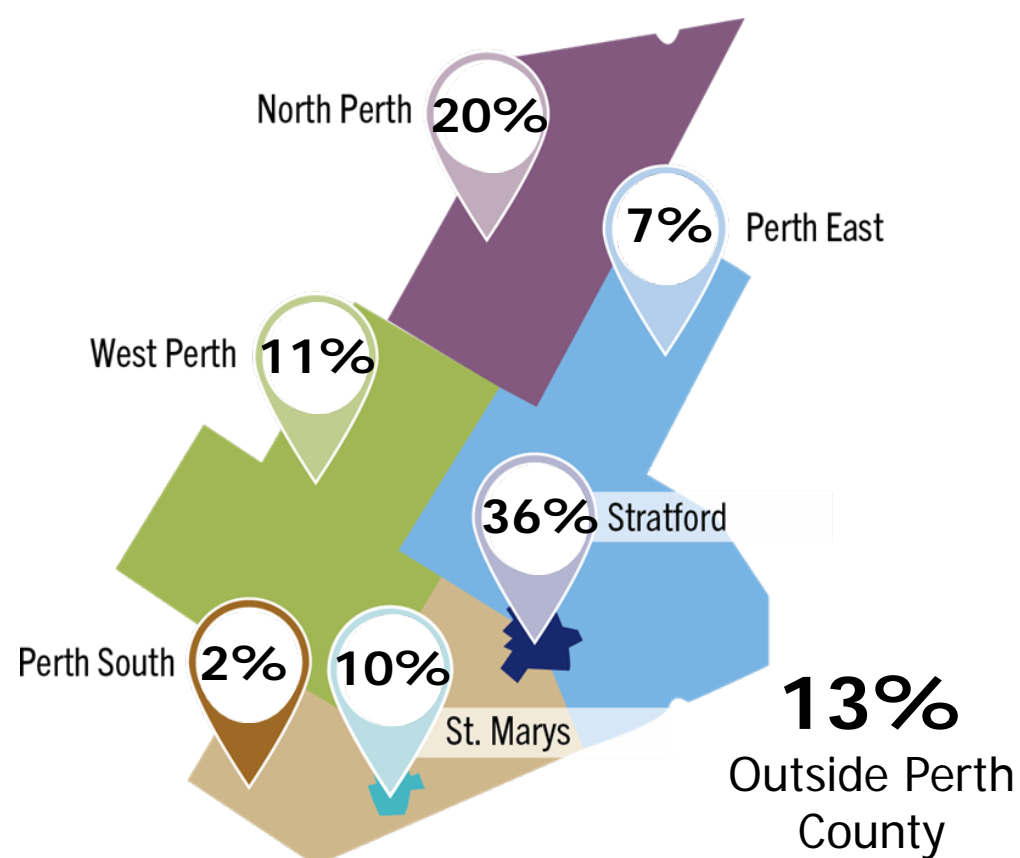 North Perth
20%
7%
Perth East
West Perth
11%
36%
Stratford
Perth South
2%
10%
St. Marys
13%
Outside Perth
County